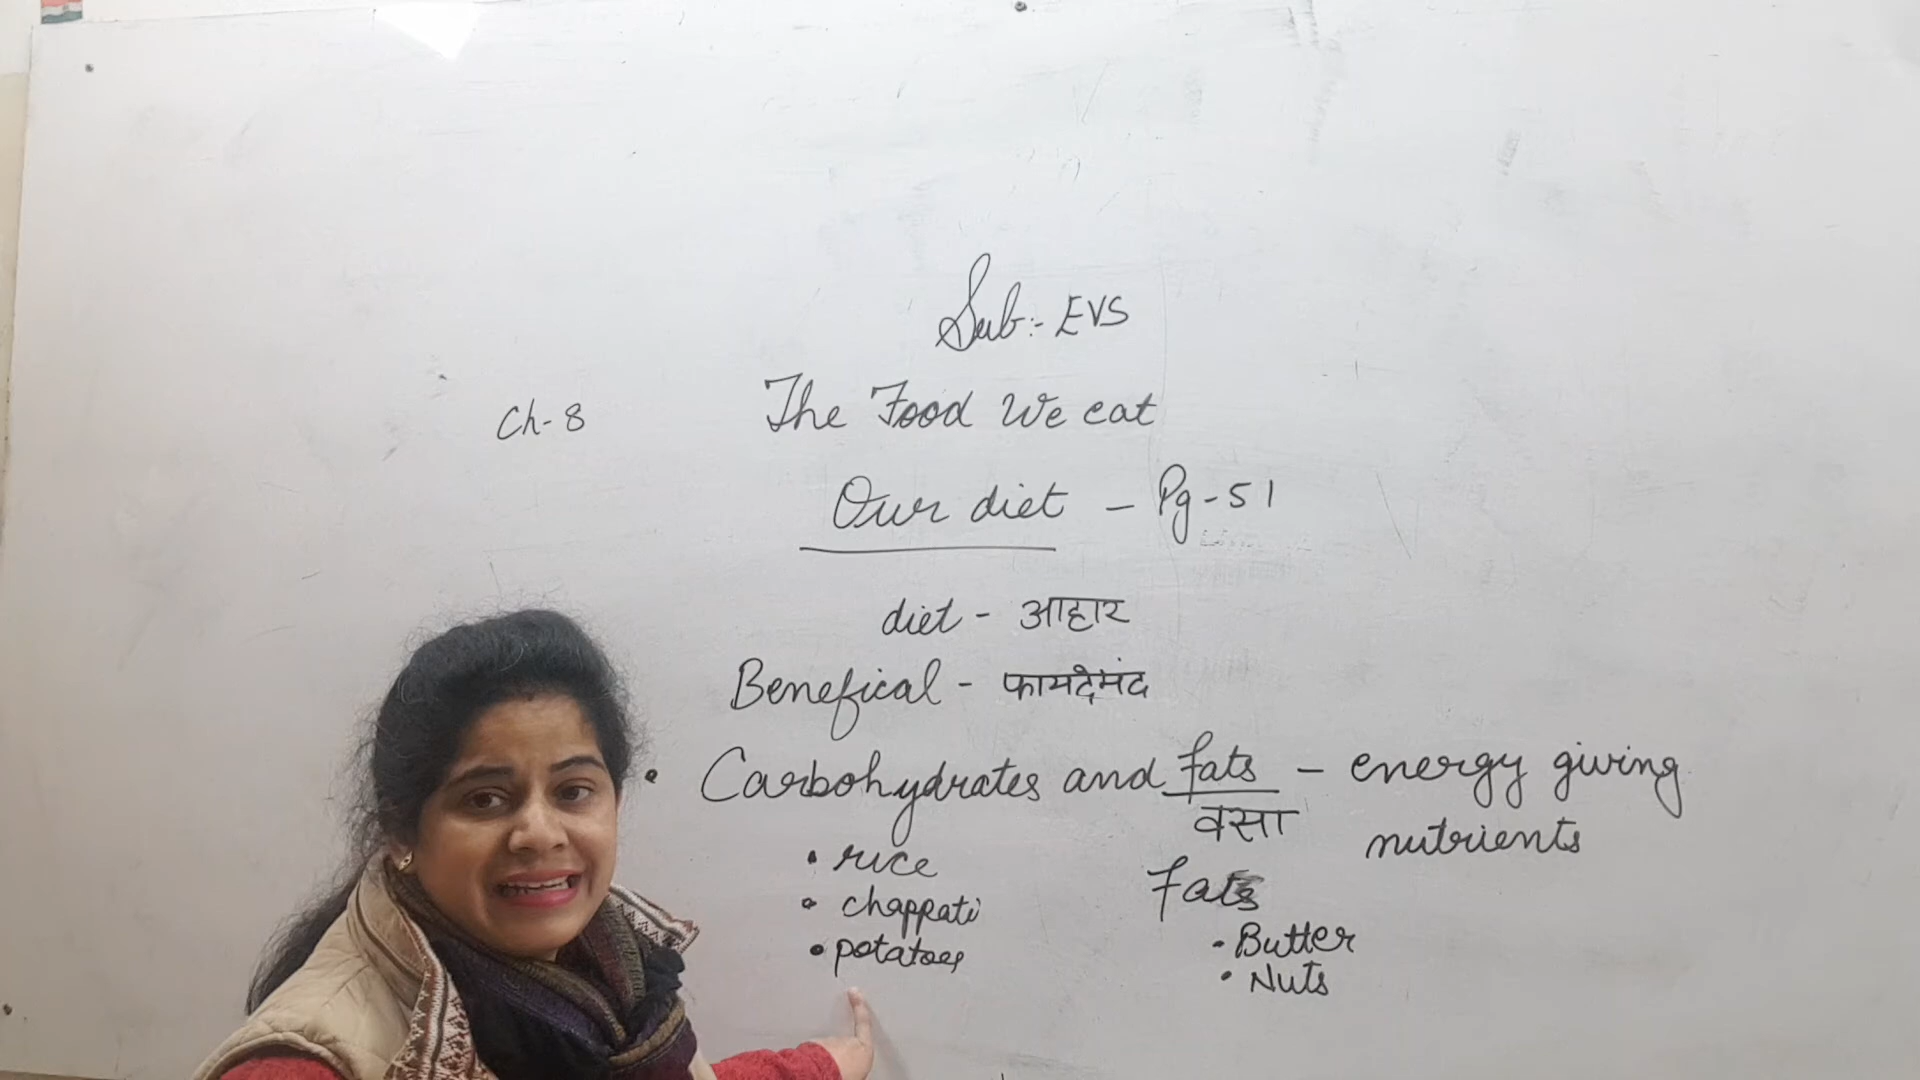 Sub:- EVS
Ch-8 The Food We eat
Our diet - Pg-51
diet - आहार
Benefical - फायदेमंद
• Carbohydrates and fats - energy giving
वसा nutrients
• rice
• chappati
• potatoes
Fats
• Butter
• Nuts